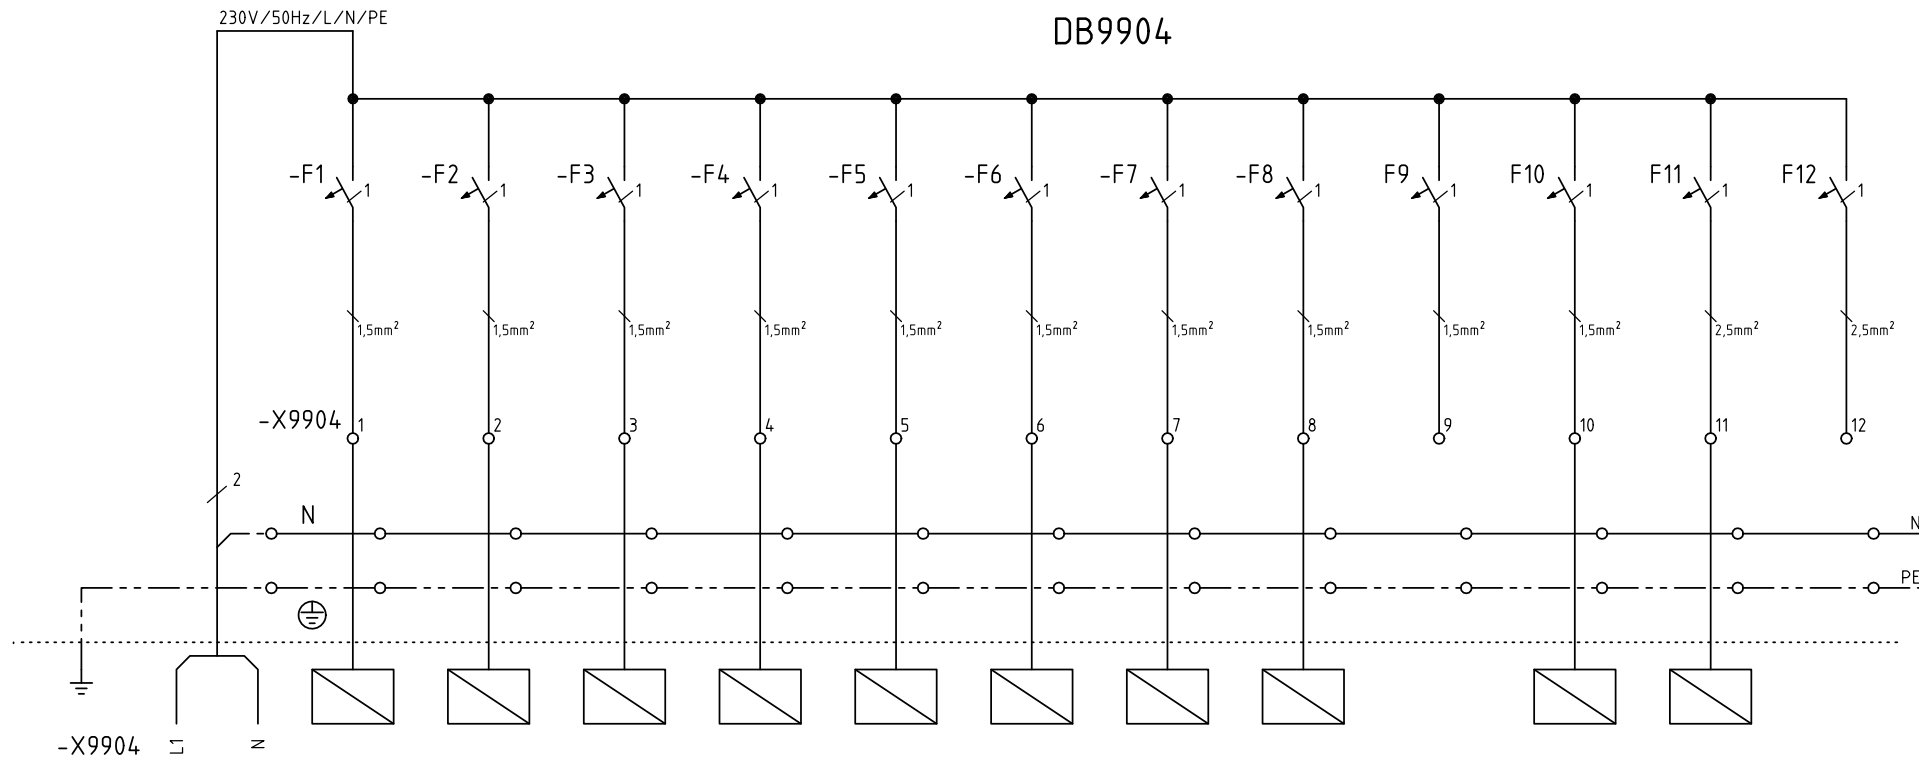 230V/50Hz/L/N/PE
DB9904
-F1 -F2 -F3 -F4 -F5 -F6 -F7 -F8 F9 F10 F11 F12
1 1 1 1 1 1 1 1 1 1 1 1
1,5mm² 1,5mm² 1,5mm² 1,5mm² 1,5mm² 1,5mm² 1,5mm² 1,5mm² 1,5mm² 1,5mm² 2,5mm² 2,5mm²
-X9904 1 2 3 4 5 6 7 8 9 10 11 12
2
N N
PE
-X9904 L1 N